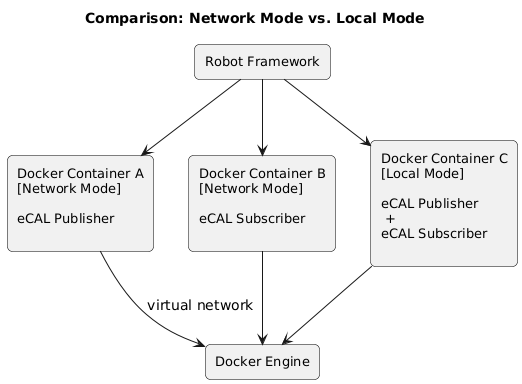 Comparison: Network Mode vs. Local Mode
Robot Framework
Docker Container A
[Network Mode]
eCAL Publisher
Docker Container B
[Network Mode]
eCAL Subscriber
Docker Container C
[Local Mode]
eCAL Publisher
+
eCAL Subscriber
virtual network
Docker Engine